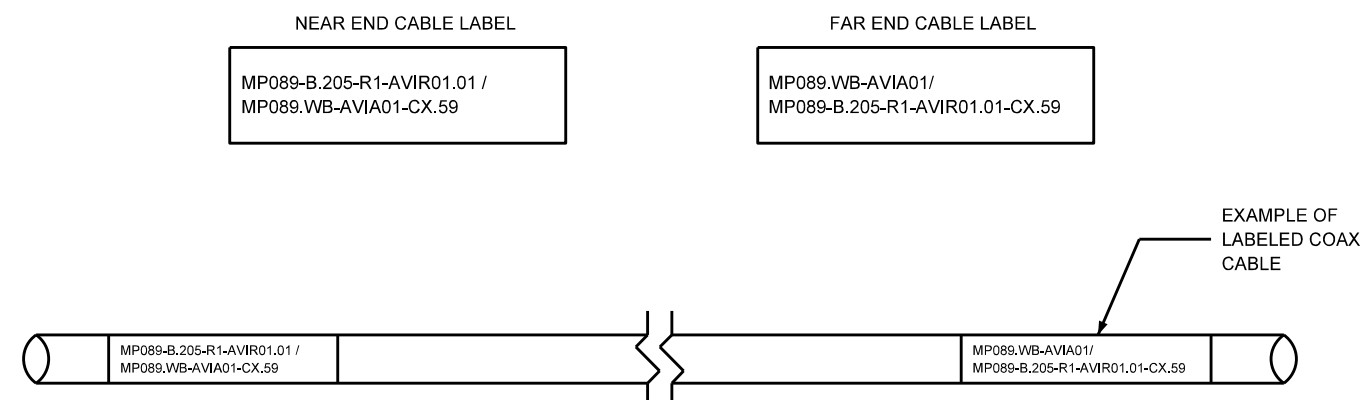 NEAR END CABLE LABEL
FAR END CABLE LABEL
MP089-B.205-R1-AVIR01.01 /
MP089.WB-AVIA01-CX.59
MP089.WB-AVIA01/
MP089-B.205-R1-AVIR01.01-CX.59
EXAMPLE OF
LABELED COAX
CABLE
MP089-B.205-R1-AVIR01.01 /
MP089.WB-AVIA01-CX.59
MP089.WB-AVIA01/
MP089-B.205-R1-AVIR01.01-CX.59